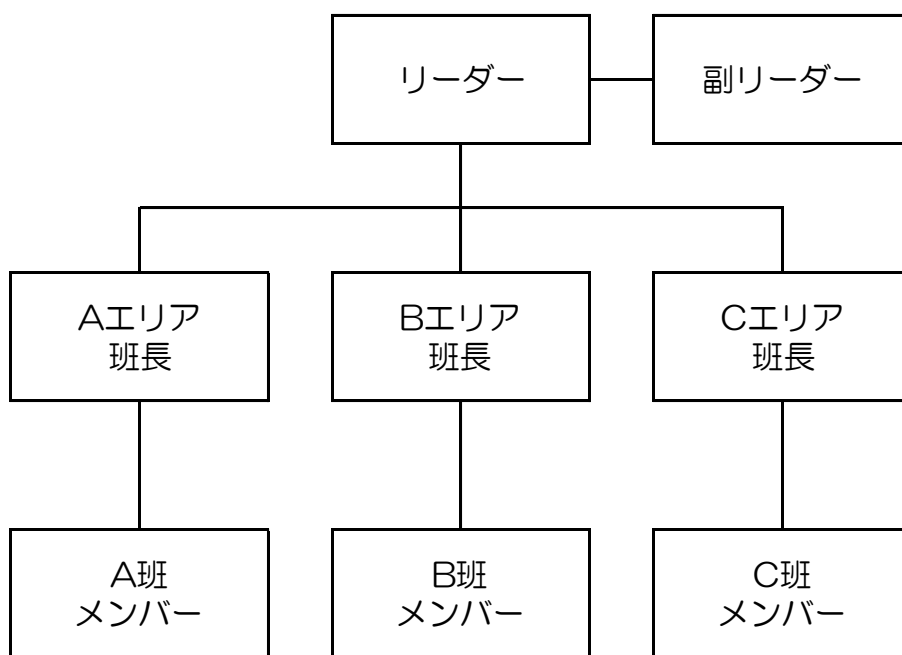 リーダー
副リーダー
Aエリア
班長
Bエリア
班長
Cエリア
班長
A班
メンバー
B班
メンバー
C班
メンバー